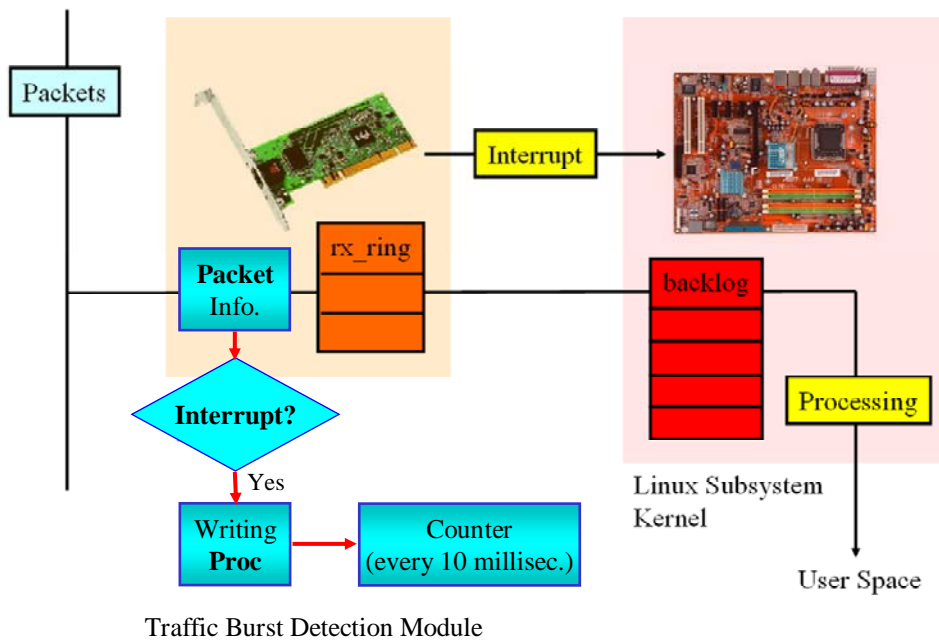 Packets
Interrupt
rx_ring
Packet
Info.
backlog
Interrupt?
Processing
Yes
Linux Subsystem
Kernel
Writing
Proc
Counter
(every 10 millisec.)
User Space
Traffic Burst Detection Module